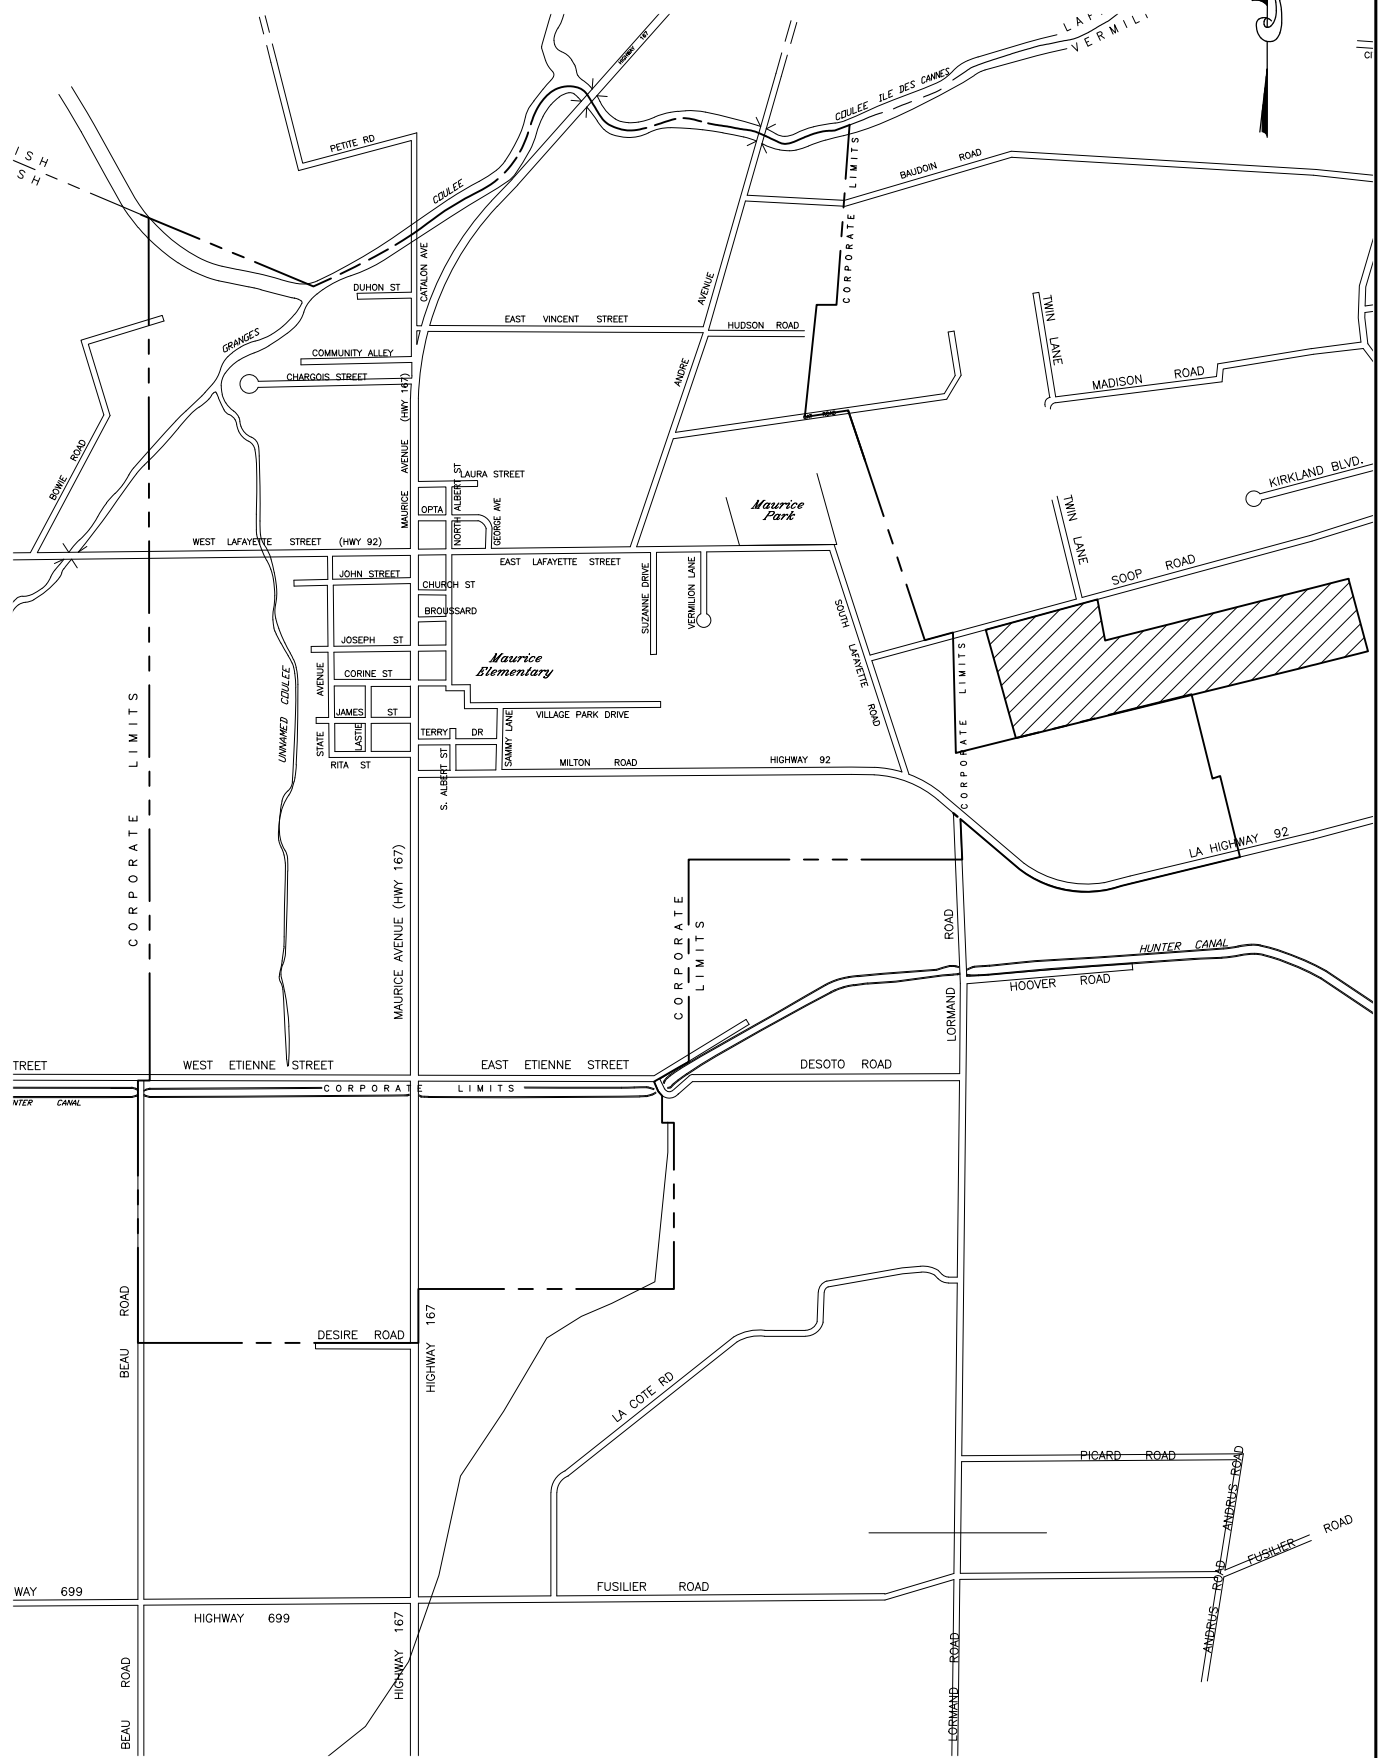 HIGHWAY 167
LAF
VERMILI
CI
COULEE ILE DES CANNES
PETITE RD
ISH
SH
COULEE
CORPORATE LIMITS
BAUDOIN ROAD
CATALON AVE
DUHON ST
AVENUE
ANDRE
EAST VINCENT STREET
HUDSON ROAD
TWIN LANE
GRANGES
COMMUNITY ALLEY
CHARGOIS STREET
MADISON ROAD
MAURICE AVENUE (HWY 167)
ROAD
BOWIE ROAD
LAURA STREET
NORTH ALBERT ST
GEORGE AVE
OPTA
Maurice
Park
KIRKLAND BLVD.
TWIN LANE
WEST LAFAYETTE STREET (HWY 92)
EAST LAFAYETTE STREET
SOOP ROAD
JOHN STREET
CHURCH ST
BROUSSARD
SUZANNE DRIVE
VERMILION LANE
SOUTH LAFAYETTE ROAD
JOSEPH ST
Maurice
Elementary
CORINE ST
STATE AVENUE
UNNAMED COULEE
JAMES ST
LASTIE
VILLAGE PARK DRIVE
TERRY DR
SAMMY LANE
RITA ST
S. ALBERT ST
MILTON ROAD
HIGHWAY 92
CORPORATE LIMITS
CORPORATE LIMITS
LA HIGHWAY 92
MAURICE AVENUE (HWY 167)
CORPORATE
LIMITS
LORMAND ROAD
HUNTER CANAL
HOOVER ROAD
TREET
WEST ETIENNE STREET
EAST ETIENNE STREET
DESOTO ROAD
CORPORATE LIMITS
NTER CANAL
BEAU ROAD
DESIRE ROAD
HIGHWAY 167
LA COTE RD
PICARD ROAD
ANDRUS ROAD
FUSILIER ROAD
WAY 699
HIGHWAY 699
FUSILIER ROAD
ANDRUS ROAD
BEAU ROAD
HIGHWAY 167
LORMAND ROAD